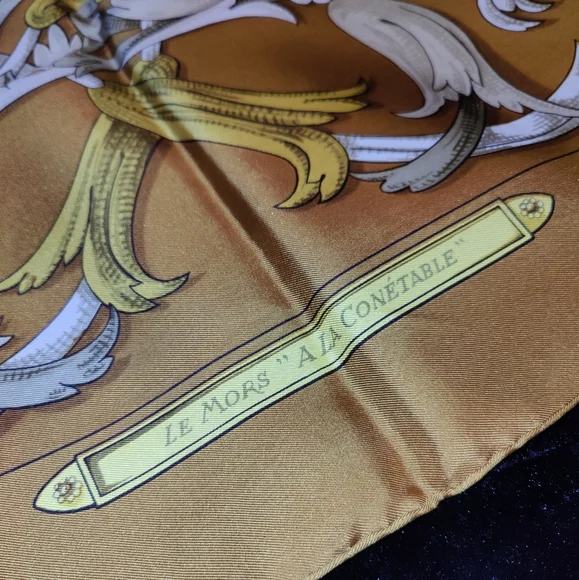 LE MORS " A LA CONÉTABLE"